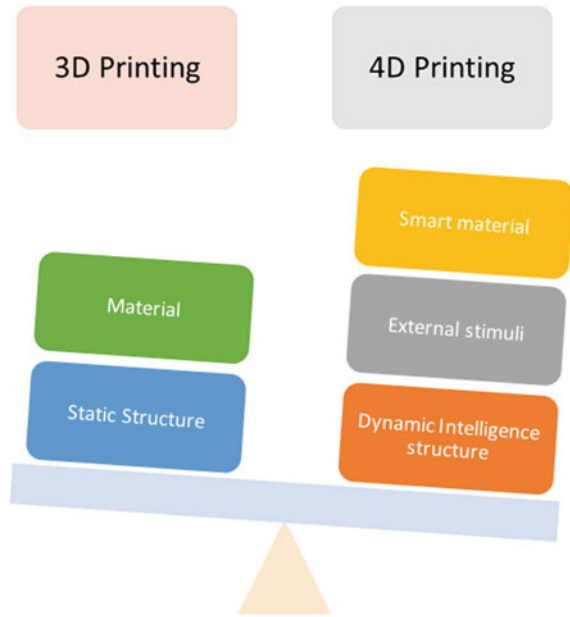 3D Printing
4D Printing
Smart material
Material
External stimuli
Static Structure
Dynamic Intelligence
structure